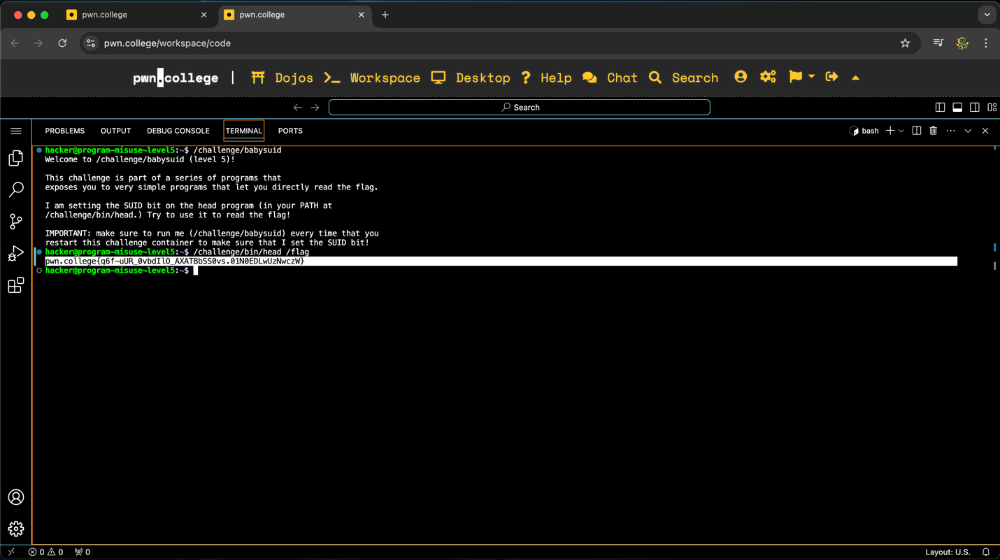 pwn.college
pwn.college
pwn.college/workspace/code
pwn.college | Dojos Workspace Desktop Help Chat Search
Search
PROBLEMS OUTPUT DEBUG CONSOLE TERMINAL PORTS
bash
hacker@program-misuse~level5:~$ /challenge/babysuid
Welcome to /challenge/babysuid (level 5)!
This challenge is part of a series of programs that
exposes you to very simple programs that let you directly read the flag.
I am setting the SUID bit on the head program (in your PATH at
/challenge/bin/head.) Try to use it to read the flag!
IMPORTANT: make sure to run me (/challenge/babysuid) every time that you
restart this challenge container to make sure that I set the SUID bit!
hacker@program-misuse~level5:~$ /challenge/bin/head /flag
pwn.college{g6f-uUR_0vbdIlO_AXATBbSS0vs.01N0EDLwUzNwczW}
hacker@program-misuse~level5:~$
0 0 0
Layout: U.S.